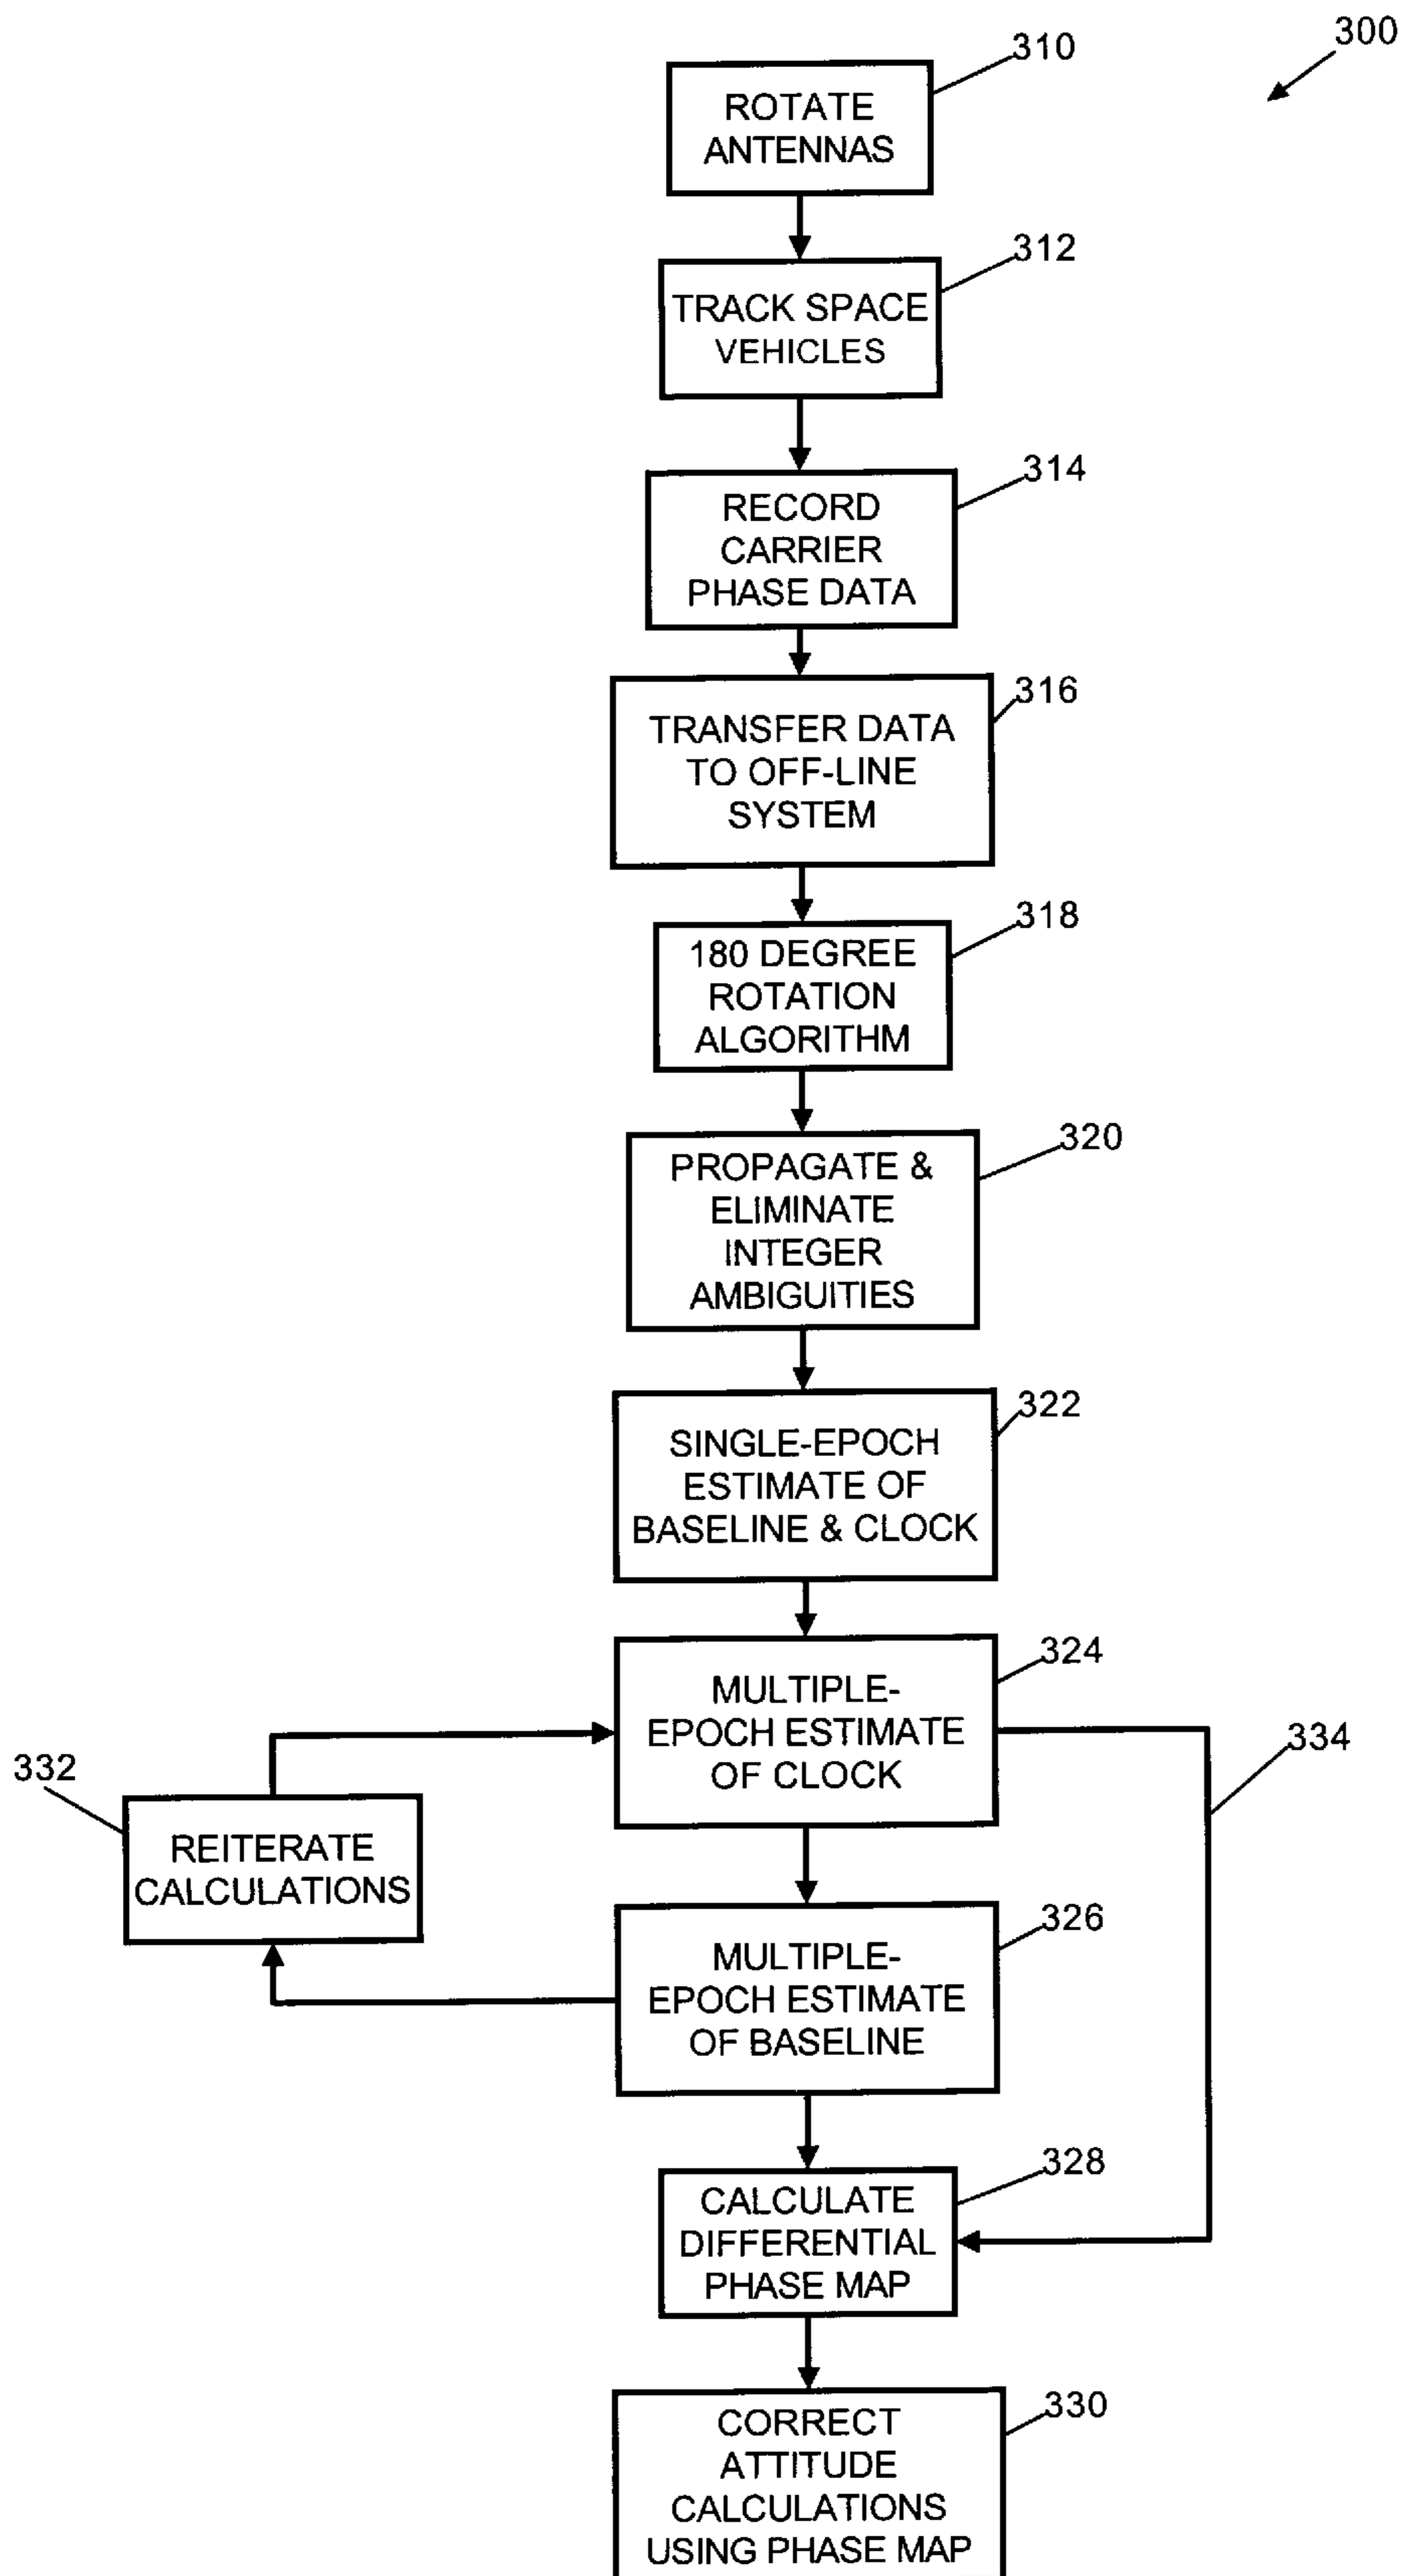 300
310
ROTATE
ANTENNAS
312
TRACK SPACE
VEHICLES
314
RECORD
CARRIER
PHASE DATA
316
TRANSFER DATA
TO OFF-LINE
SYSTEM
318
180 DEGREE
ROTATION
ALGORITHM
320
PROPAGATE &
ELIMINATE
INTEGER
AMBIGUITIES
322
SINGLE-EPOCH
ESTIMATE OF
BASELINE & CLOCK
324
MULTIPLE-
EPOCH ESTIMATE
OF CLOCK
334
332
REITERATE
CALCULATIONS
326
MULTIPLE-
EPOCH ESTIMATE
OF BASELINE
328
CALCULATE
DIFFERENTIAL
PHASE MAP
330
CORRECT
ATTITUDE
CALCULATIONS
USING PHASE MAP